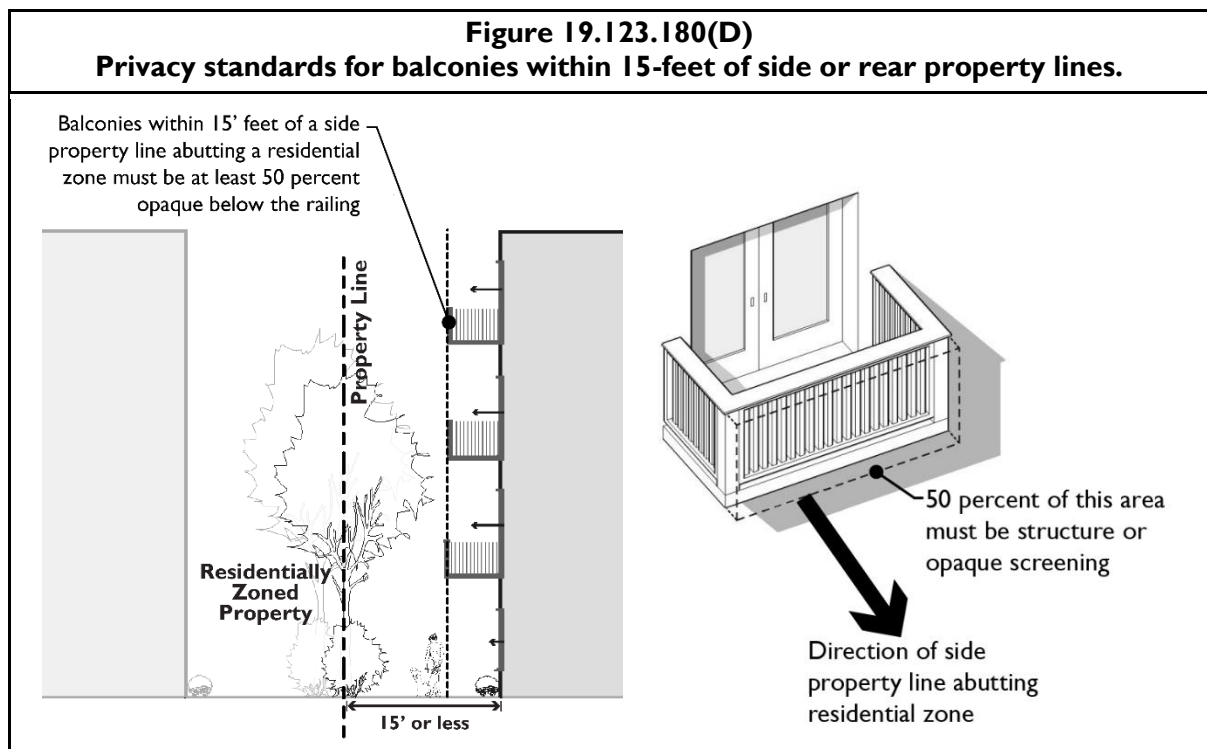 Figure 19.123.180(D)
Privacy standards for balconies within 15-feet of side or rear property lines.
Balconies within 15' feet of a side
property line abutting a residential
zone must be at least 50 percent
opaque below the railing
Property Line
Residentially
Zoned
Property
15' or less
50 percent of this area
must be structure or
opaque screening
Direction of side
property line abutting
residential zone